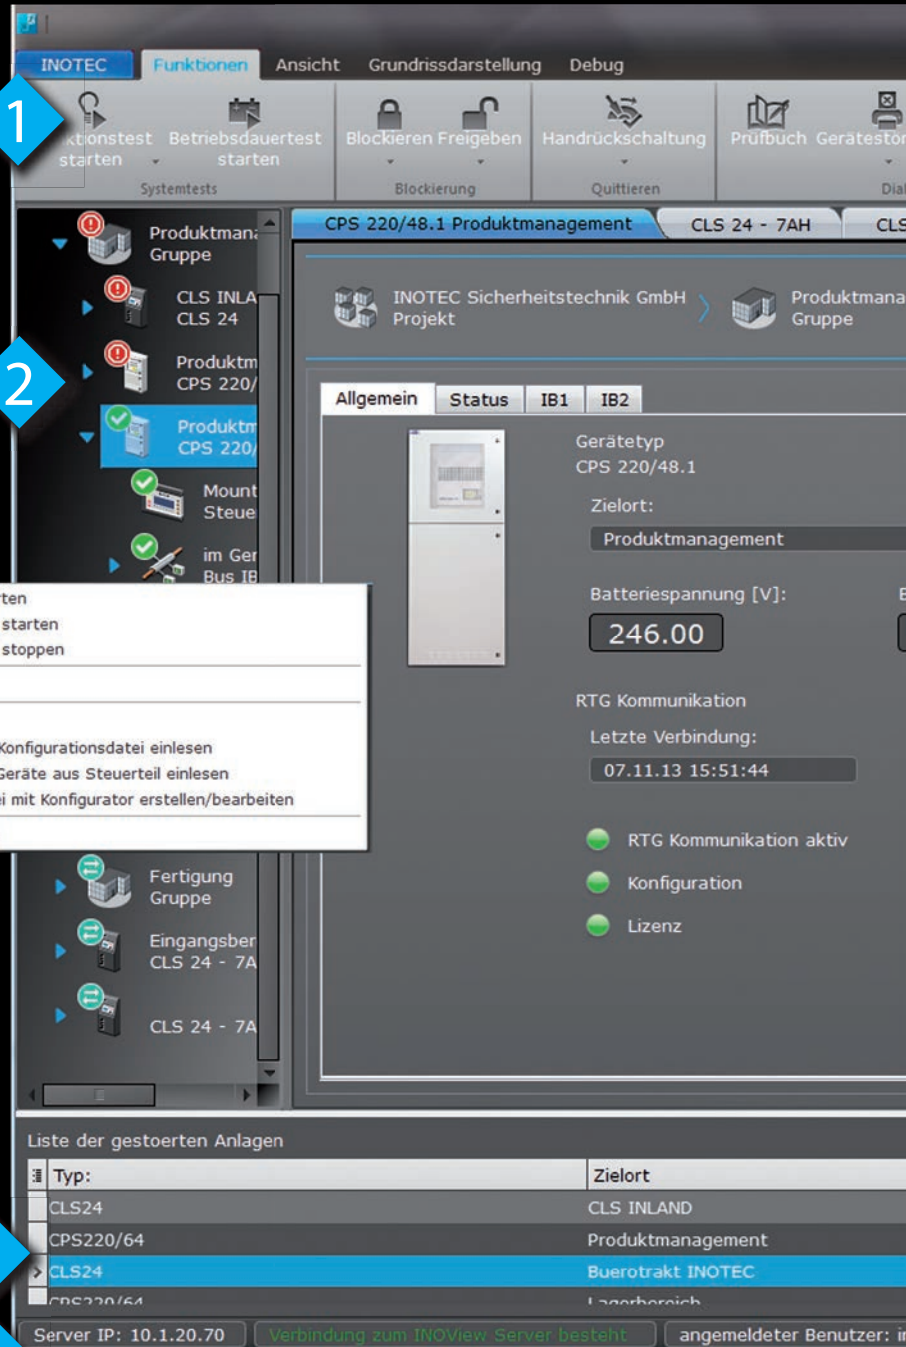 INOTEC Funktionen Ansicht Grundrissdarstellung Debug
1
starten
Betriebsdauertest
starten
Blockieren Freigeben
Handrückschaltung
Prüfbuch
Systemtests Blockierung Quittieren
Produktmana
Gruppe
CLS INLA
CLS 24
2
Produktm
CPS 220/
Produktm
CPS 220/
Mount
Steue
im Ger
Bus IB
rten
starten
stoppen
Konfigurationsdatei einlesen
Geräte aus Steuerteil einlesen
ei mit Konfigurator erstellen/bearbeiten
Fertigung
Gruppe
Eingangsber
CLS 24 - 7A
CLS 24 - 7A
CPS 220/48.1 Produktmanagement CLS 24 - 7AH CLS
INOTEC Sicherheitstechnik GmbH
Projekt
Produktmana
Gruppe
Allgemein Status IB1 IB2
Gerätetyp
CPS 220/48.1
Zielort:
Produktmanagement
Batteriespannung [V]:
246.00
RTG Kommunikation
Letzte Verbindung:
07.11.13 15:51:44
RTG Kommunikation aktiv
Konfiguration
Lizenz
Liste der gestoerten Anlagen
Typ: Zielort
CLS24 CLS INLAND
CPS220/64 Produktmanagement
CLS24 Buerotrakt INOTEC
CPS220/64 Lagerbereich
Server IP: 10.1.20.70 Verbindung zum INOView Server besteht angemeldeter Benutzer: